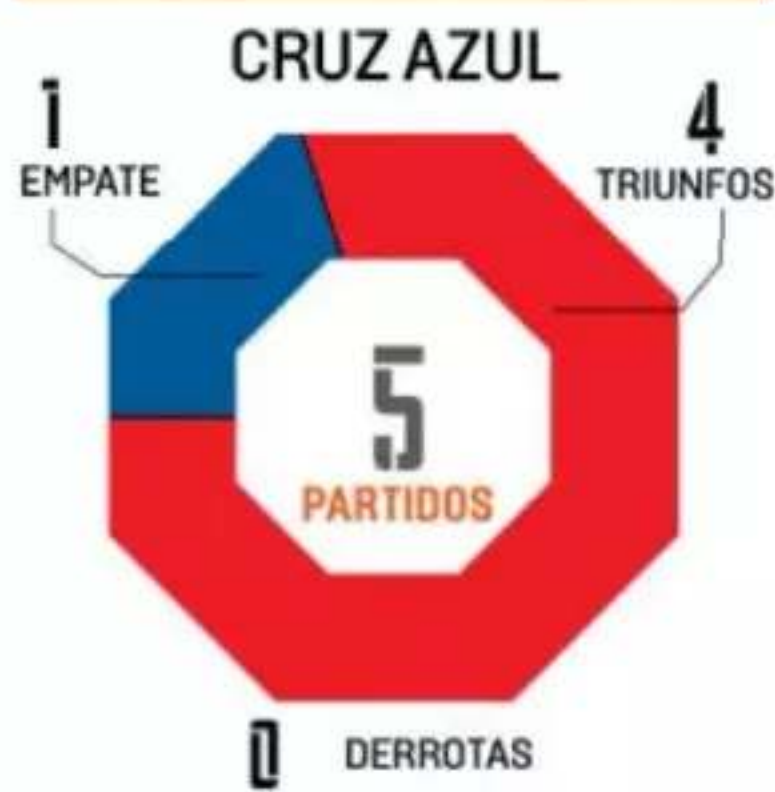 CRUZ AZUL
1
EMPATE
4
TRIUNFOS
5
PARTIDOS
0 DERROTAS